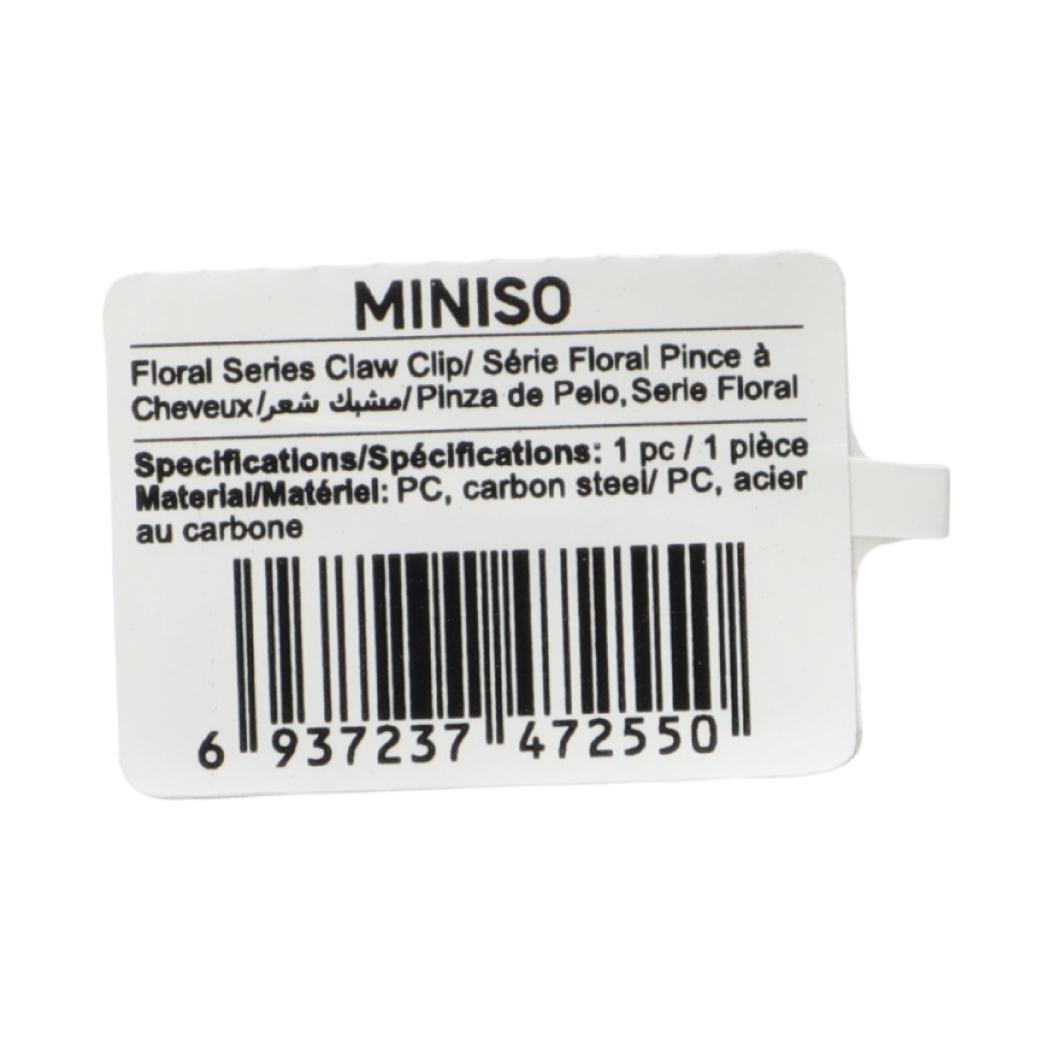 MINISO
Floral Series Claw Clip/ Série Floral Pince à
Cheveux/مشبك شعر/Pinza de Pelo, Serie Floral
Specifications/Spécifications: 1 pc / 1 pièce
Material/Matériel: PC, carbon steel/ PC, acier
au carbone
6 937237 472550